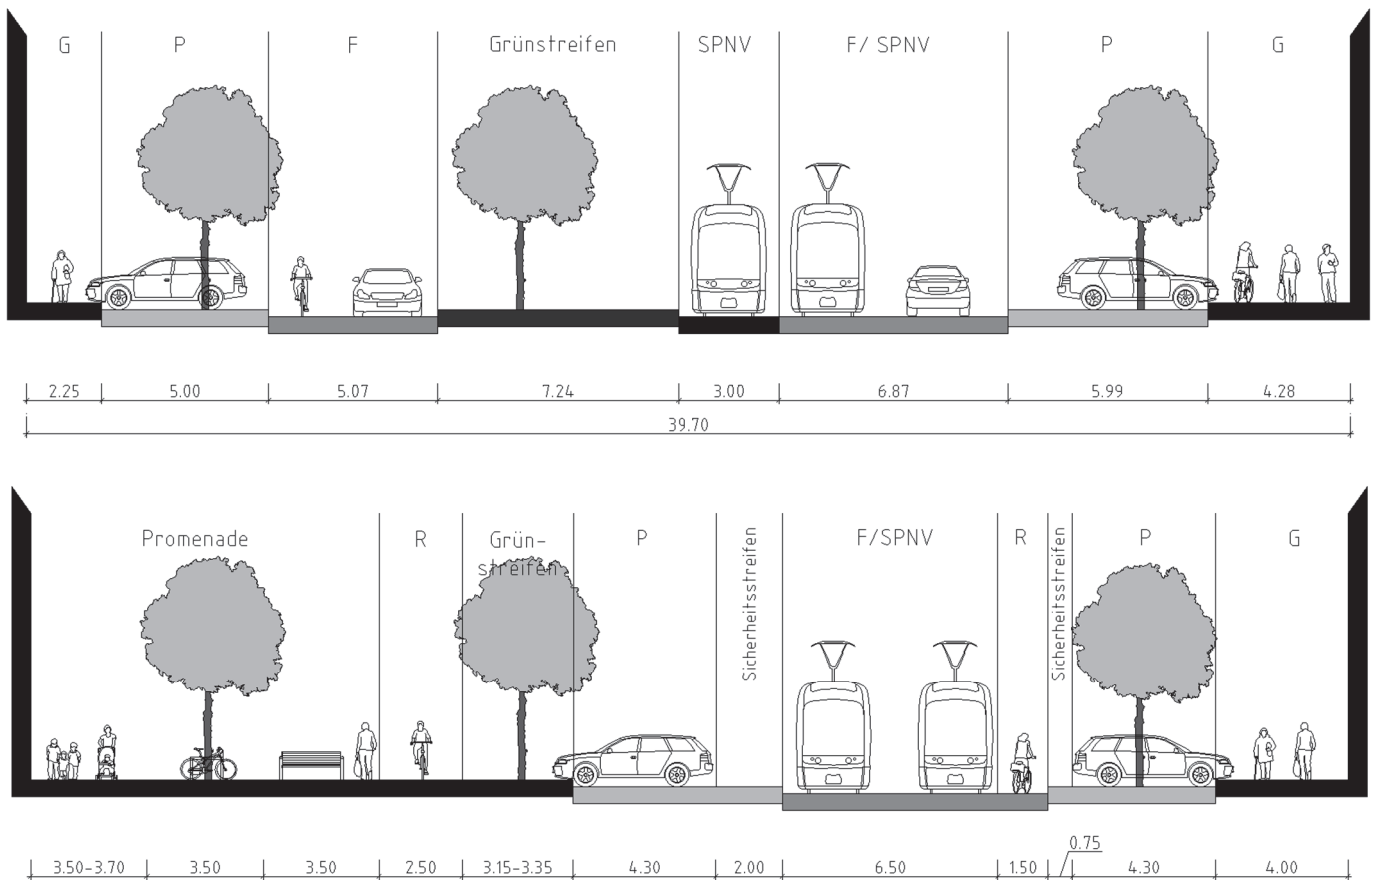 G P F Grünstreifen SPNV F/ SPNV P G
2.25 5.00 5.07 7.24 3.00 6.87 5.99 4.28
39.70
Promenade R Grün- P Sicherheitsstreifen F/SPNV R Sicherheitsstreifen P G
streifen
0.75
3.50-3.70 3.50 3.50 2.50 3.15-3.35 4.30 2.00 6.50 1.50 4.30 4.00